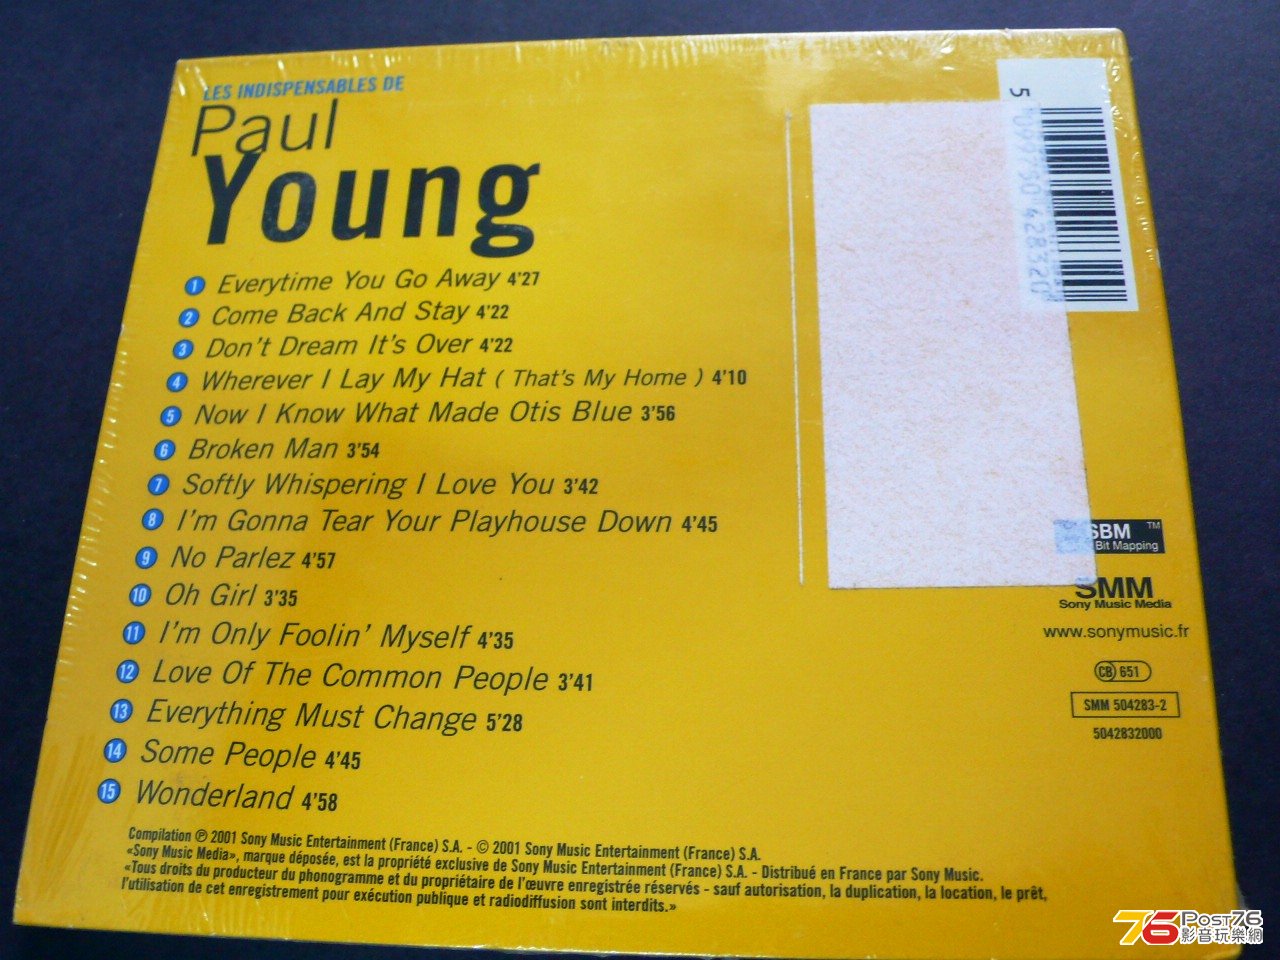 LES INDISPENSABLES DE
Paul
Young
1 Everytime You Go Away 4'27
2 Come Back And Stay 4'22
3 Don't Dream It's Over 4'22
4 Wherever I Lay My Hat ( That's My Home ) 4'10
5 Now I Know What Made Otis Blue 3'56
6 Broken Man 3'54
7 Softly Whispering I Love You 3'42
8 I'm Gonna Tear Your Playhouse Down 4'45
9 No Parlez 4'57
10 Oh Girl 3'35
11 I'm Only Foolin' Myself 4'35
12 Love Of The Common People 3'41
13 Everything Must Change 5'28
14 Some People 4'45
15 Wonderland 4'58
Compilation ℗ 2001 Sony Music Entertainment (France) S.A. - © 2001 Sony Music Entertainment (France) S.A.
«Sony Music Media», marque déposée, est la propriété exclusive de Sony Music Entertainment (France) S.A. - Distribué en France par Sony Music.
«Tous droits du producteur du phonogramme et du propriétaire de l'œuvre enregistrée réservés - sauf autorisation, la duplication, la location, le prêt,
l'utilisation de cet enregistrement pour exécution publique et radiodiffusion sont interdits.»
5 099750 428320
SBM TM
Bit Mapping
SMM
Sony Music Media
www.sonymusic.fr
CB 651
SMM 504283-2
5042832000
76 Post76
影音玩樂網